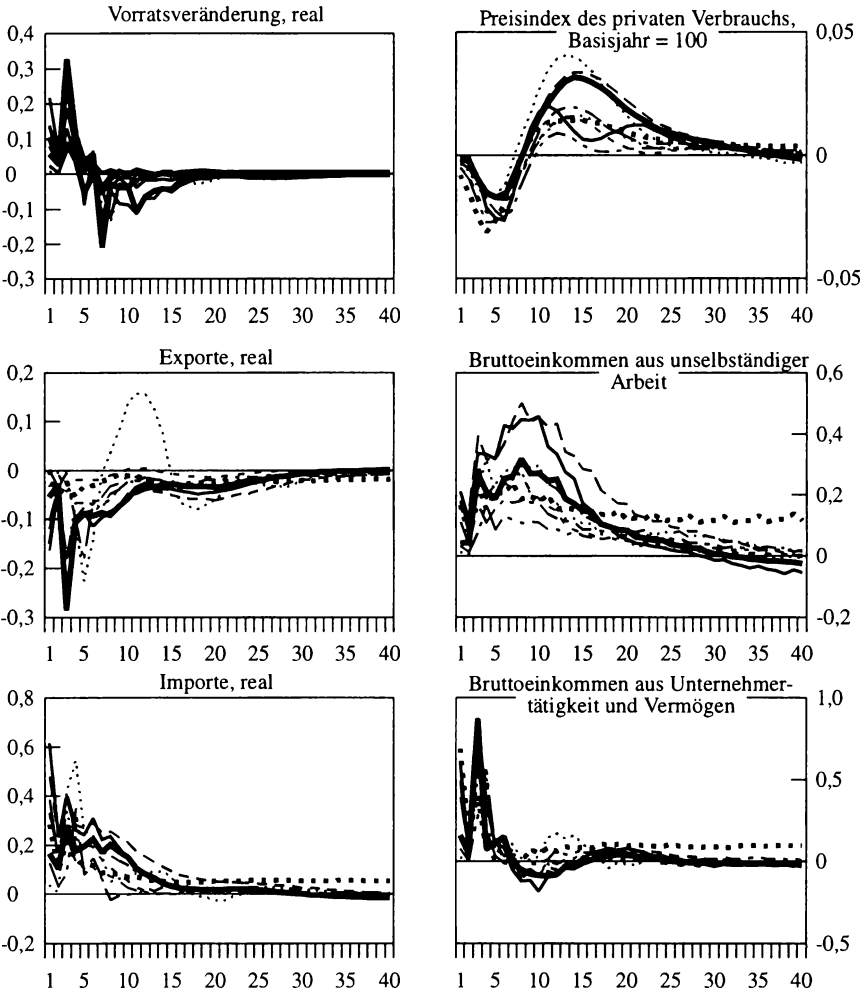 Vorratsveränderung, real
0,4
0,3
0,2
0,1
0
-0,1
-0,2
-0,3
1 5 10 15 20 25 30 35 40
Preisindex des privaten Verbrauchs,
Basisjahr = 100
0,05
0
-0,05
1 5 10 15 20 25 30 35 40
Exporte, real
0,2
0,1
0
-0,1
-0,2
-0,3
1 5 10 15 20 25 30 35 40
Bruttoeinkommen aus unselbständiger
Arbeit
0,6
0,4
0,2
0
-0,2
1 5 10 15 20 25 30 35 40
Importe, real
0,8
0,6
0,4
0,2
0
-0,2
1 5 10 15 20 25 30 35 40
Bruttoeinkommen aus Unternehmer-
tätigkeit und Vermögen
1,0
0,5
0
-0,5
1 5 10 15 20 25 30 35 40